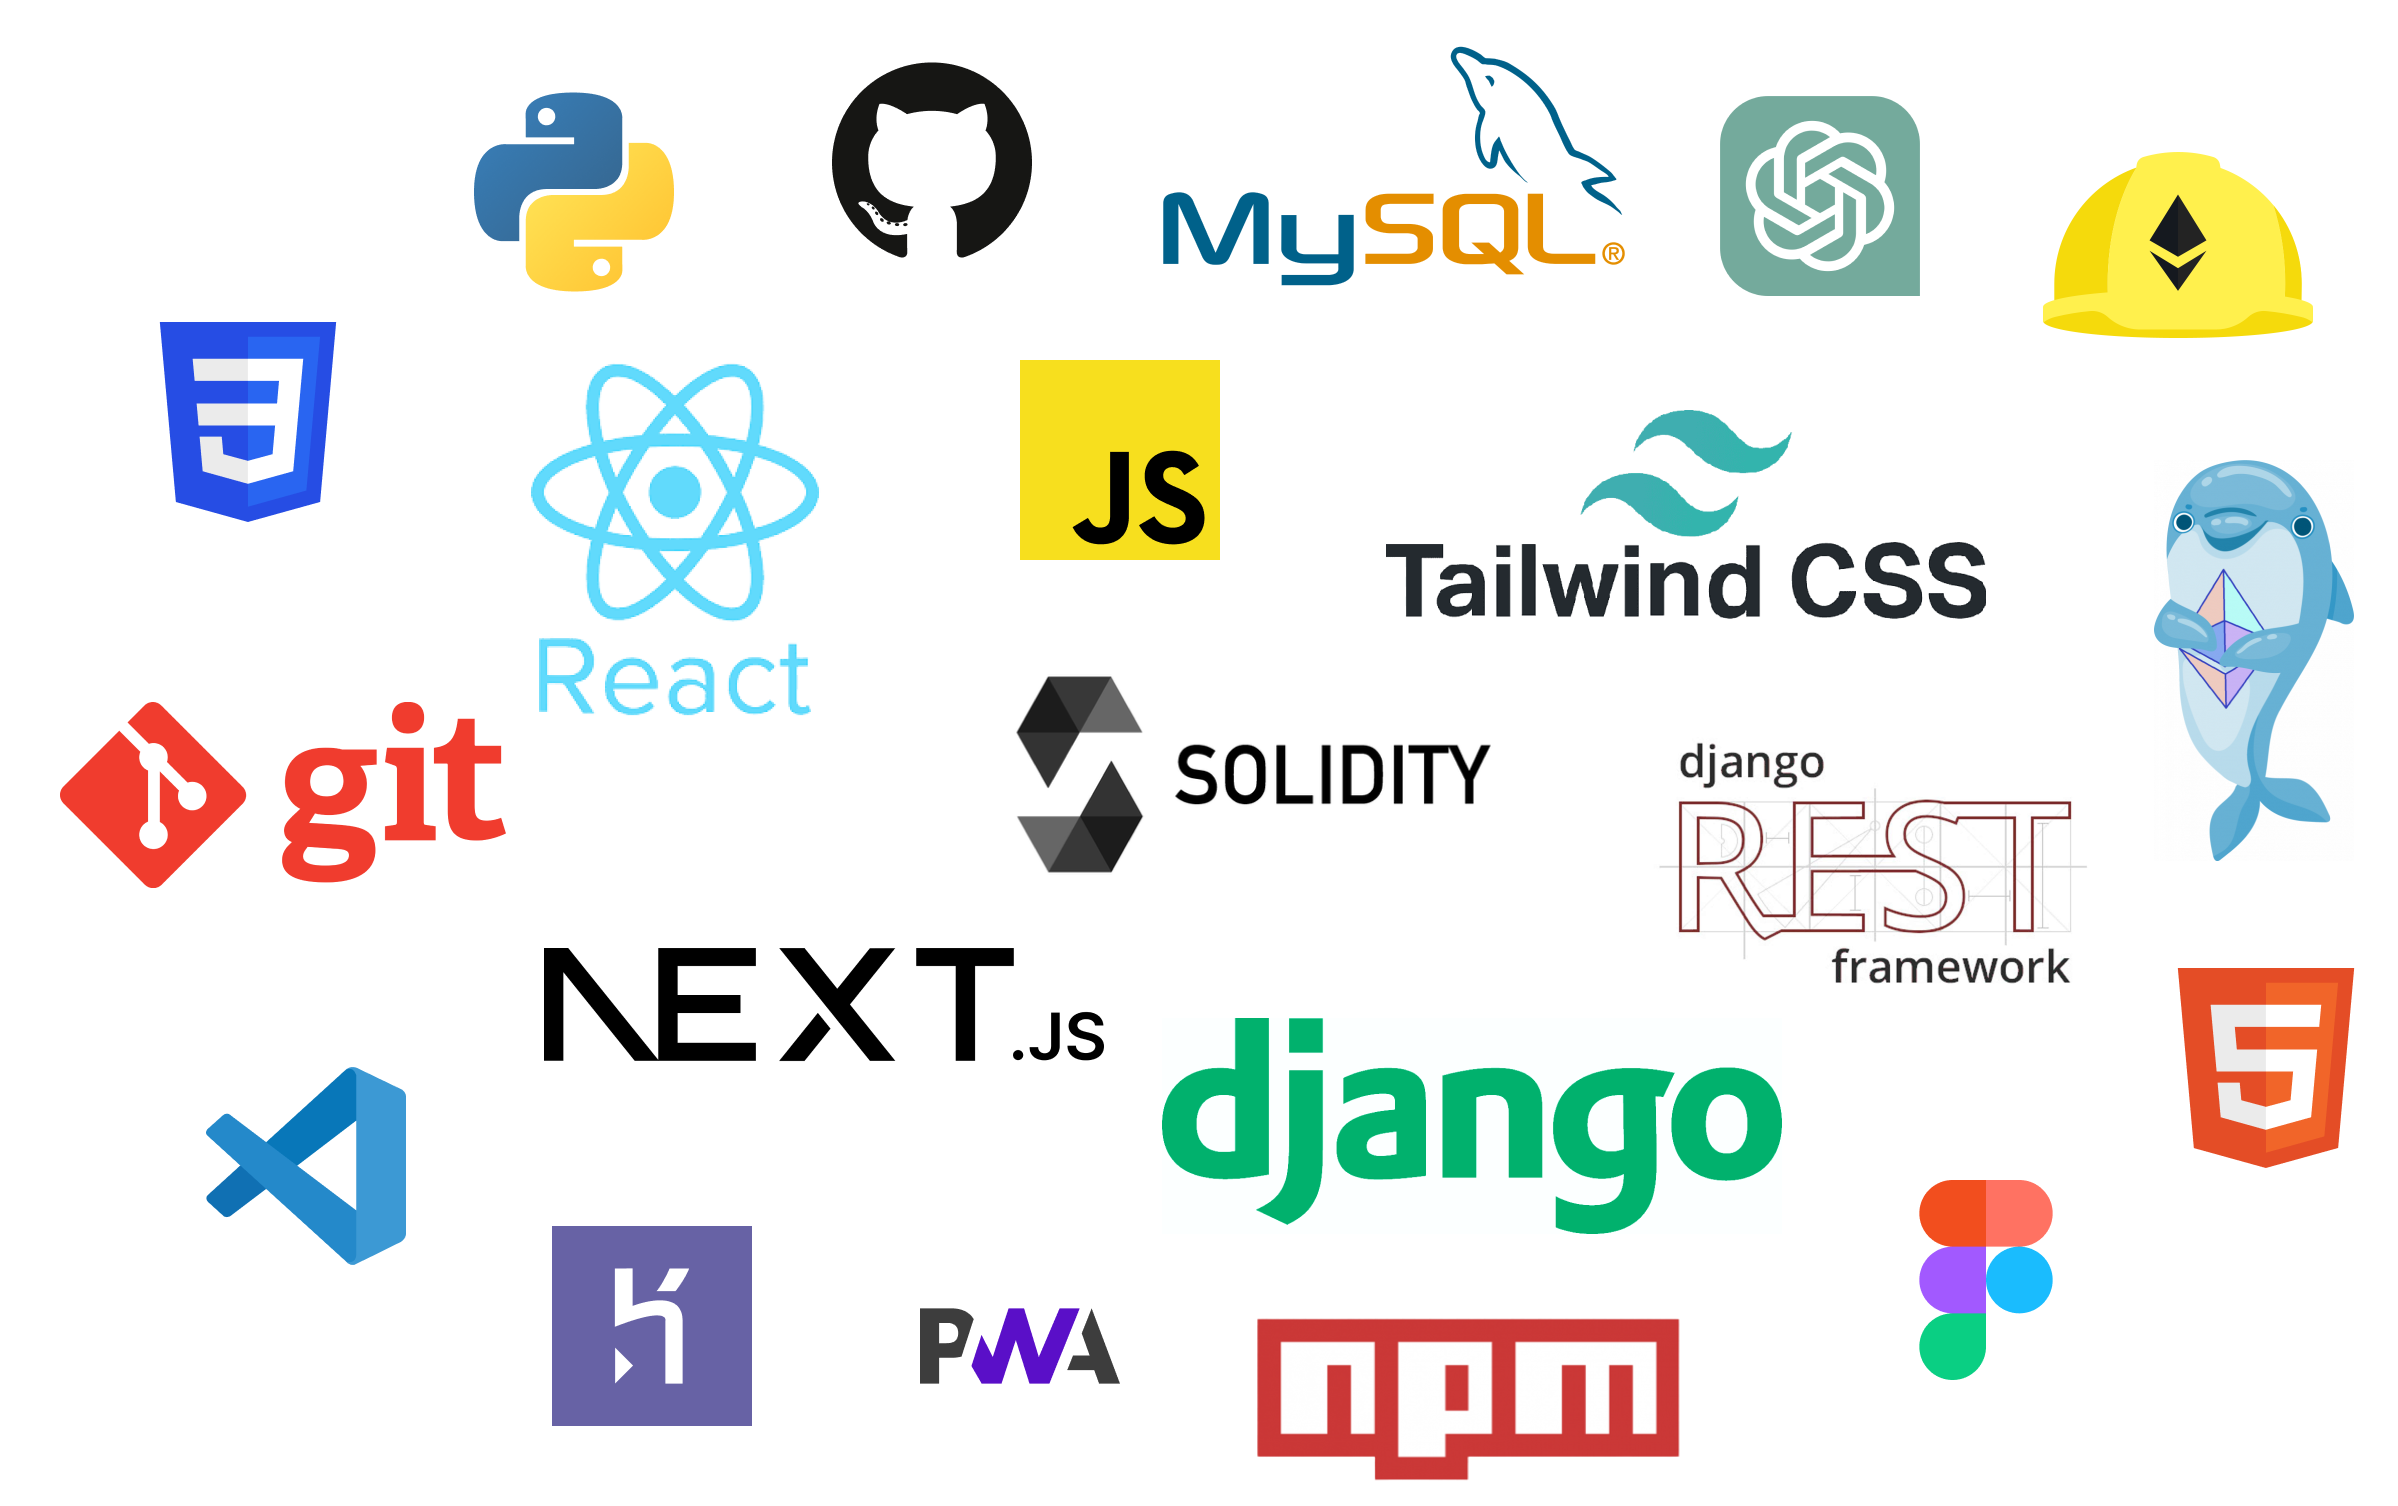 MySQL®
JS
React
Tailwind CSS
git
SOLIDITY
django
REST
framework
NEXT.JS
django
PWA
npm